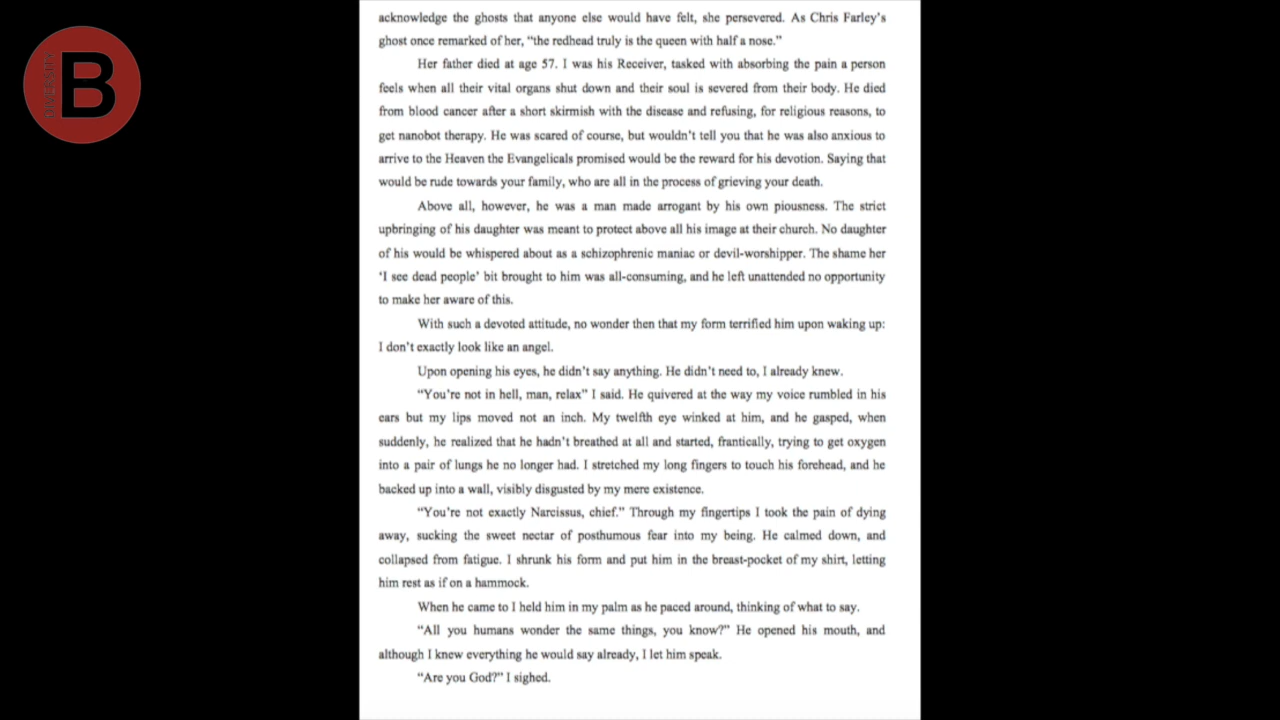 acknowledge the ghosts that anyone else would have felt, she persevered. As Chris Farley's
ghost once remarked of her, “the redhead truly is the queen with half a nose.”
Her father died at age 57. I was his Receiver, tasked with absorbing the pain a person
feels when all their vital organs shut down and their soul is severed from their body. He died
from blood cancer after a short skirmish with the disease and refusing, for religious reasons, to
get nanobot therapy. He was scared of course, but wouldn't tell you that he was also anxious to
arrive to the Heaven the Evangelicals promised would be the reward for his devotion. Saying that
would be rude towards your family, who are all in the process of grieving your death.
Above all, however, he was a man made arrogant by his own piousness. The strict
upbringing of his daughter was meant to protect above all his image at their church. No daughter
of his would be whispered about as a schizophrenic maniac or devil-worshipper. The shame her
‘I see dead people’ bit brought to him was all-consuming, and he left unattended no opportunity
to make her aware of this.
With such a devoted attitude, no wonder then that my form terrified him upon waking up:
I don't exactly look like an angel.
Upon opening his eyes, he didn't say anything. He didn't need to, I already knew.
“You're not in hell, man, relax” I said. He quivered at the way my voice rumbled in his
ears but my lips moved not an inch. My twelfth eye winked at him, and he gasped, when
suddenly, he realized that he hadn't breathed at all and started, frantically, trying to get oxygen
into a pair of lungs he no longer had. I stretched my long fingers to touch his forehead, and he
backed up into a wall, visibly disgusted by my mere existence.
“You're not exactly Narcissus, chief.” Through my fingertips I took the pain of dying
away, sucking the sweet nectar of posthumous fear into my being. He calmed down, and
collapsed from fatigue. I shrunk his form and put him in the breast-pocket of my shirt, letting
him rest as if on a hammock.
When he came to I held him in my palm as he paced around, thinking of what to say.
“All you humans wonder the same things, you know?” He opened his mouth, and
although I knew everything he would say already, I let him speak.
“Are you God?” I sighed.
B